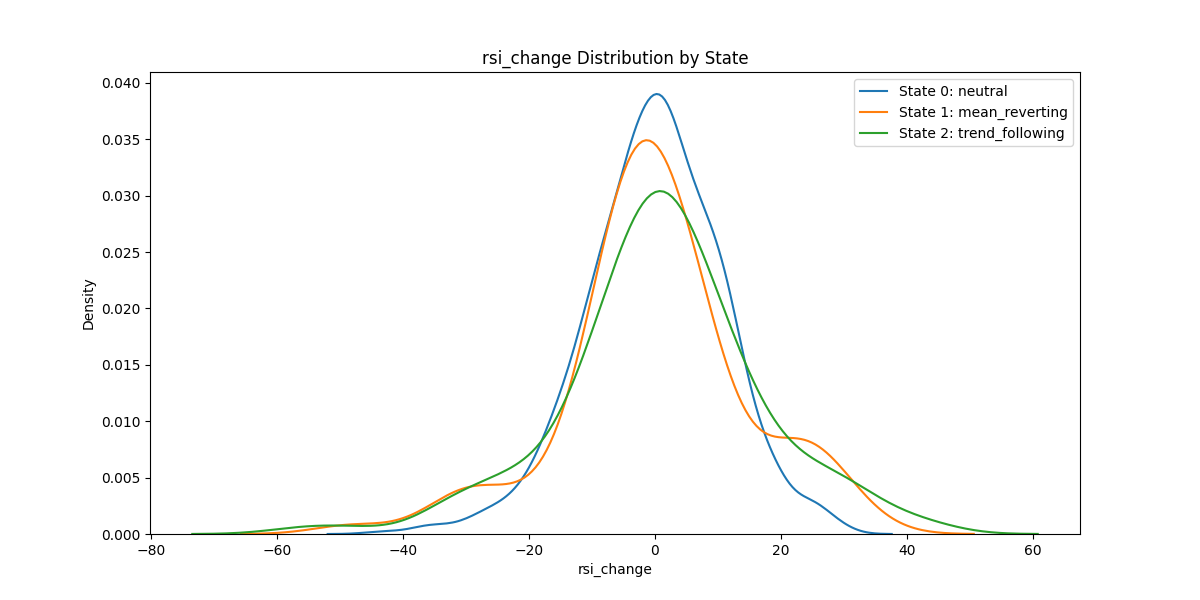 rsi_change Distribution by State
State 0: neutral
State 1: mean_reverting
State 2: trend_following
0.040
0.035
0.030
0.025
0.020
0.015
0.010
0.005
0.000
Density
−80 −60 −40 −20 0 20 40 60
rsi_change